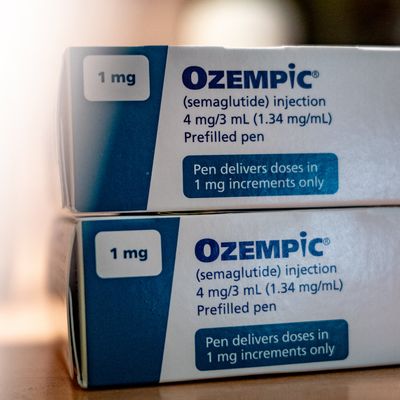 1 mg
OZEMPIC®
(semaglutide) injection
4 mg/3 mL (1.34 mg/mL)
Prefilled pen
Pen delivers doses in
1 mg increments only
1 mg
OZEMPIC®
(semaglutide) injection
4 mg/3 mL (1.34 mg/mL)
Prefilled pen
Pen delivers doses in
1 mg increments only